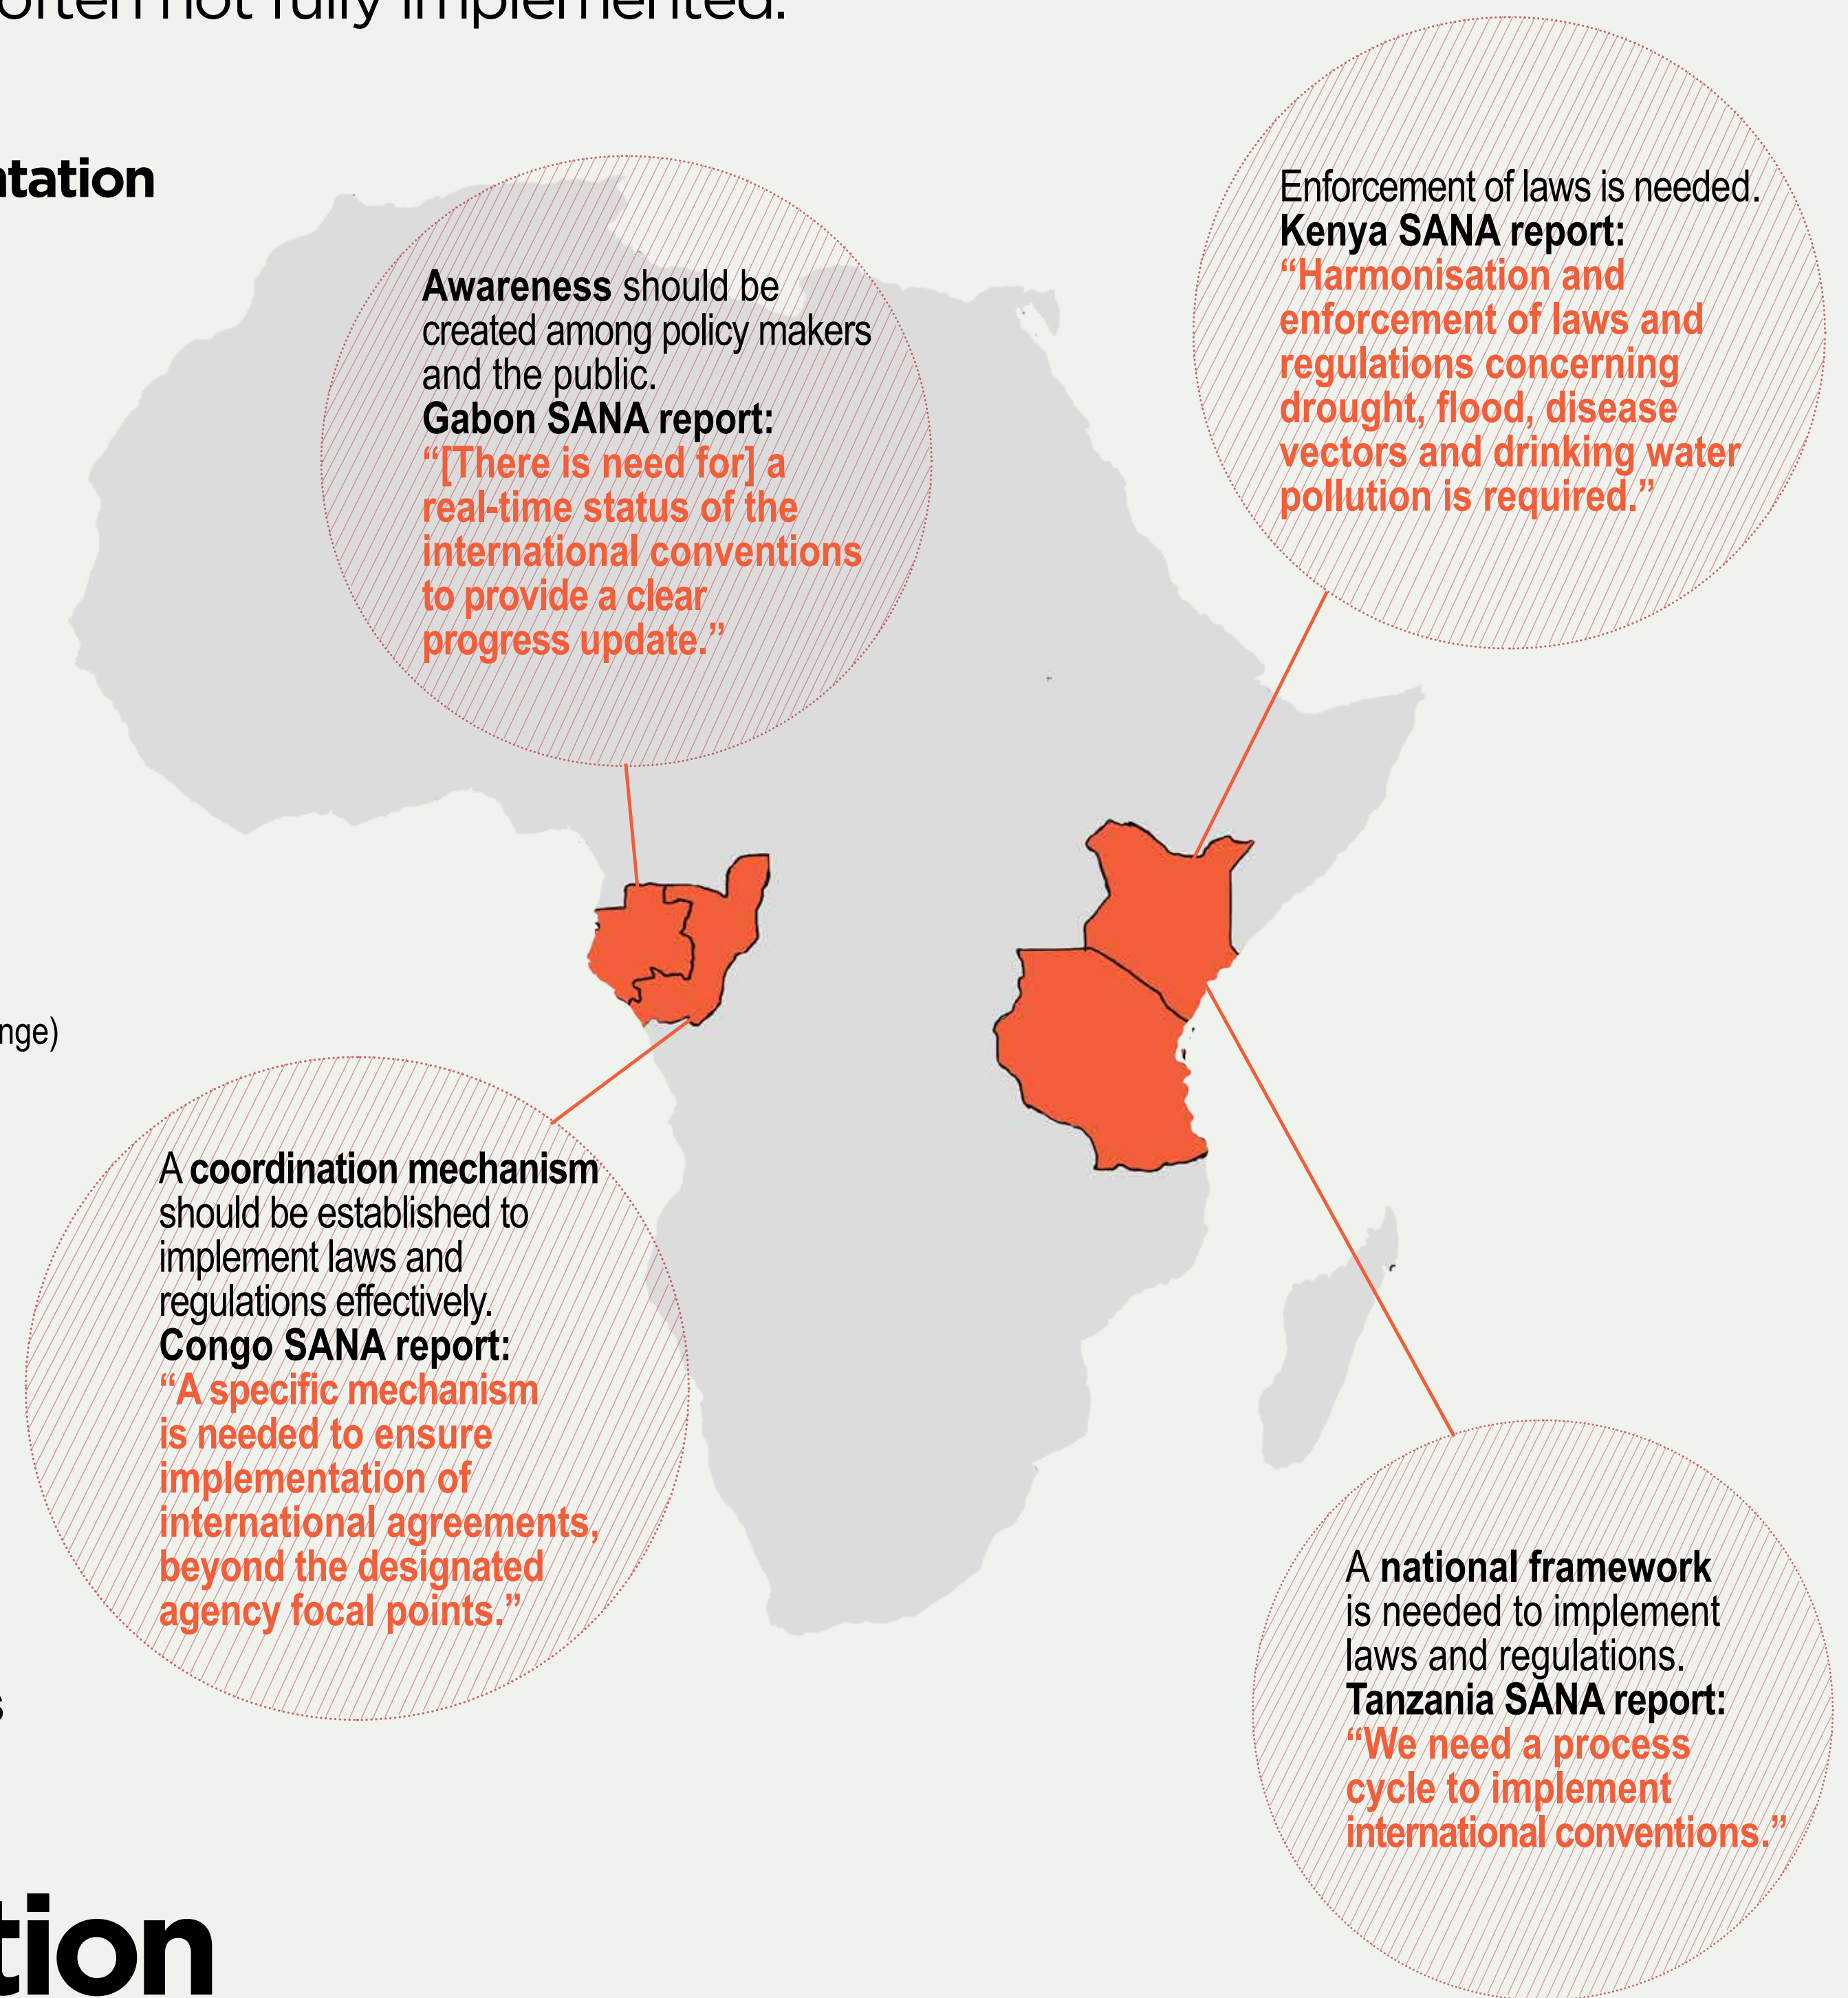 often not fully implemented.
ntation
Enforcement of laws is needed.
Kenya SANA report:
“Harmonisation and
enforcement of laws and
regulations concerning
drought, flood, disease
vectors and drinking water
pollution is required.”
Awareness should be
created among policy makers
and the public.
Gabon SANA report:
“[There is need for] a
real-time status of the
international conventions
to provide a clear
progress update.”
nge)
A coordination mechanism
should be established to
implement laws and
regulations effectively.
Congo SANA report:
“A specific mechanism
is needed to ensure
implementation of
international agreements,
beyond the designated
agency focal points.”
s
A national framework
is needed to implement
laws and regulations.
Tanzania SANA report:
“We need a process
cycle to implement
international conventions.”
tion